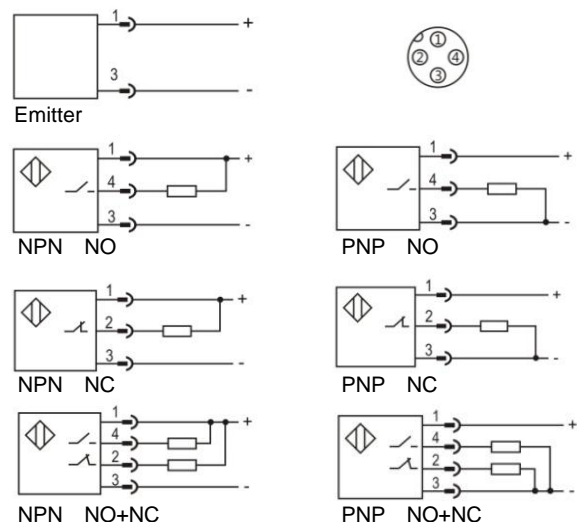 1 +
3 -
Emitter
① ② ④ ③
1 +
4
3 -
NPN NO
1 +
4
3 -
PNP NO
1 +
2
3 -
NPN NC
1 +
2
3 -
PNP NC
1 +
4
2
3 -
NPN NO+NC
1 +
4
2
3 -
PNP NO+NC